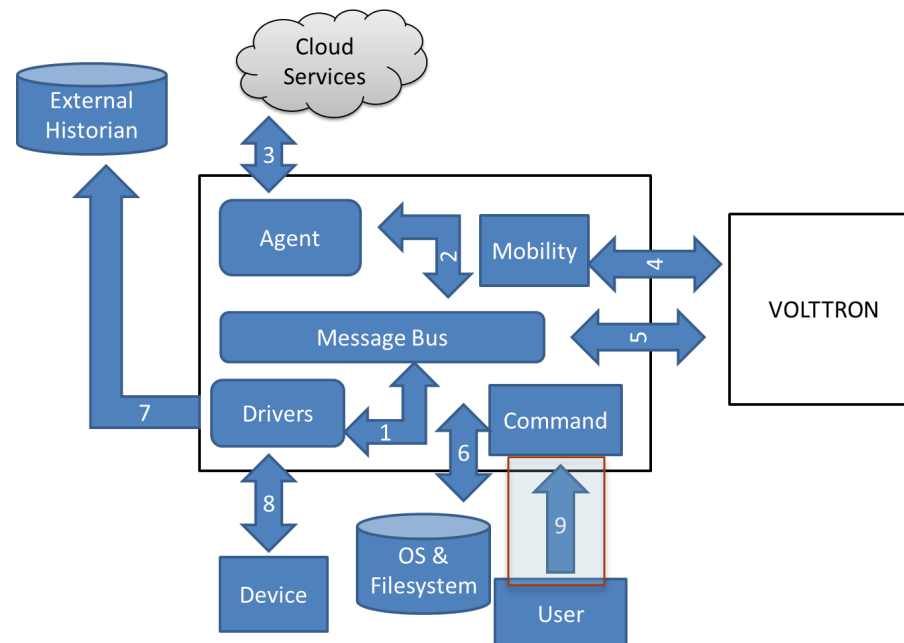 Cloud
Services
External
Historian
3
Agent
2
Mobility
4
VOLTTRON
Message Bus
5
7
Drivers
1
Command
6
8
9
OS &
Filesystem
Device
User